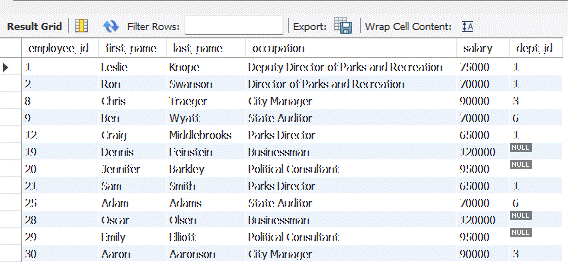 Result Grid Filter Rows: Export: Wrap Cell Content: IA
employee_id first_name last_name occupation salary dept_id
1 Leslie Knope Deputy Director of Parks and Recreation 75000 1
2 Ron Swanson Director of Parks and Recreation 70000 1
8 Chris Traeger City Manager 90000 3
9 Ben Wyatt State Auditor 70000 6
12 Craig Middlebrooks Parks Director 65000 1
19 Dennis Feinstein Businessman 120000 NULL
20 Jennifer Barkley Political Consultant 95000 NULL
21 Sam Smith Parks Director 65000 1
25 Adam Adams State Auditor 70000 6
28 Oscar Olsen Businessman 120000 NULL
29 Emily Elliott Political Consultant 95000 NULL
30 Aaron Aaronson City Manager 90000 3